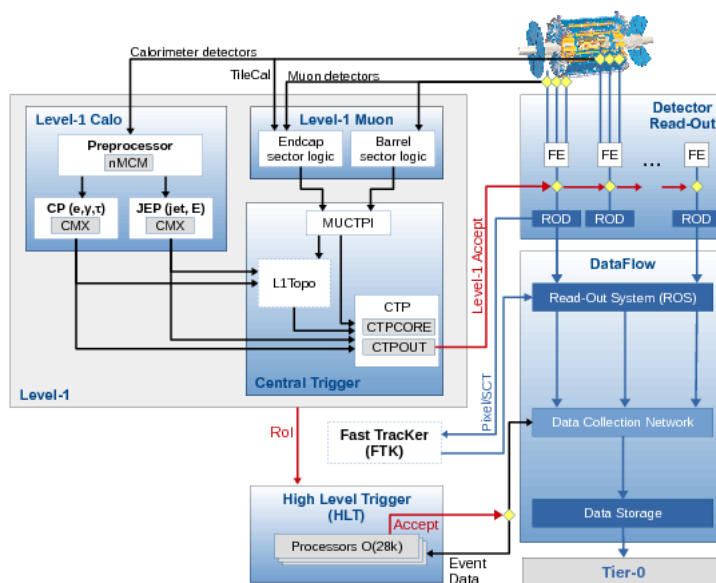 Calorimeter detectors
TileCal
Muon detectors
Level-1 Calo
Preprocessor
nMCM
CP (e,γ,τ)
CMX
JEP (jet, E)
CMX
Level-1 Muon
Endcap
sector logic
Barrel
sector logic
MUCTPI
L1Topo
CTP
CTPCORE
CTPOUT
Central Trigger
Level-1
Level-1 Accept
Detector
Read-Out
FE
FE
...
FE
ROD
ROD
ROD
DataFlow
Read-Out System (ROS)
Data Collection Network
Data Storage
Tier-0
Pixel/SCT
RoI
Fast TracKer
(FTK)
High Level Trigger
(HLT)
Accept
Processors O(28k)
Event
Data